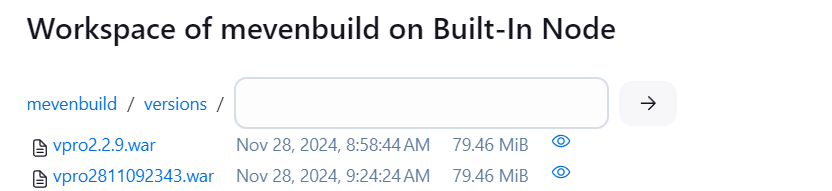 Workspace of mevenbuild on Built-In Node
mevenbuild / versions /
vpro2.2.9.war Nov 28, 2024, 8:58:44 AM 79.46 MiB
vpro2811092343.war Nov 28, 2024, 9:24:24 AM 79.46 MiB